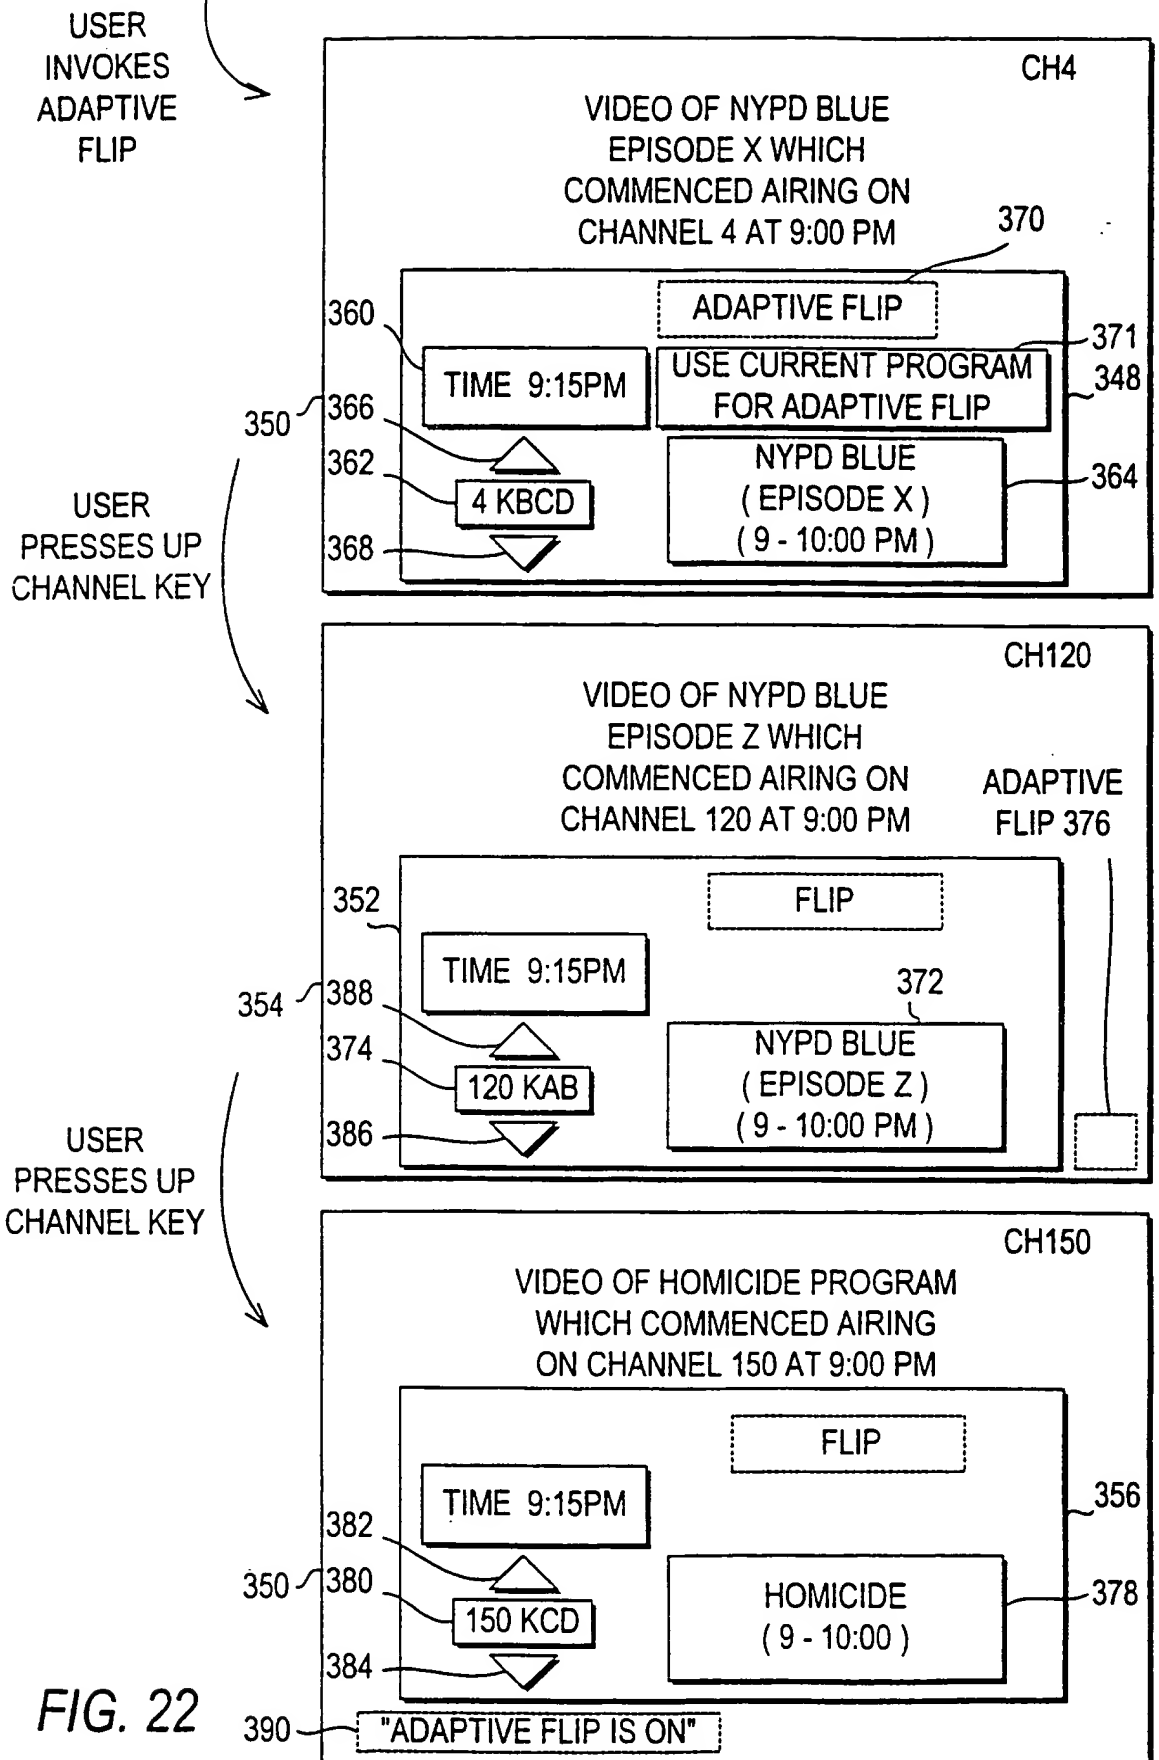 USER
INVOKES
ADAPTIVE
FLIP
CH4
VIDEO OF NYPD BLUE
EPISODE X WHICH
COMMENCED AIRING ON
CHANNEL 4 AT 9:00 PM
370
ADAPTIVE FLIP
360
371
TIME 9:15PM
USE CURRENT PROGRAM
FOR ADAPTIVE FLIP
348
350
366
362
4 KBCD
NYPD BLUE
( EPISODE X )
( 9 - 10:00 PM )
364
368
USER
PRESSES UP
CHANNEL KEY
CH120
VIDEO OF NYPD BLUE
EPISODE Z WHICH
COMMENCED AIRING ON
CHANNEL 120 AT 9:00 PM
ADAPTIVE
FLIP 376
352
FLIP
TIME 9:15PM
354
388
372
374
120 KAB
NYPD BLUE
( EPISODE Z )
( 9 - 10:00 PM )
386
USER
PRESSES UP
CHANNEL KEY
CH150
VIDEO OF HOMICIDE PROGRAM
WHICH COMMENCED AIRING
ON CHANNEL 150 AT 9:00 PM
FLIP
TIME 9:15PM
356
382
350
380
150 KCD
HOMICIDE
( 9 - 10:00 )
378
384
FIG. 22
390
"ADAPTIVE FLIP IS ON"